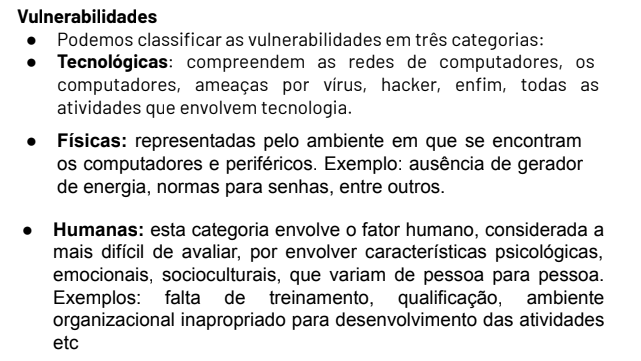 Vulnerabilidades
● Podemos classificar as vulnerabilidades em três categorias:
● Tecnológicas: compreendem as redes de computadores, os
computadores, ameaças por vírus, hacker, enfim, todas as
atividades que envolvem tecnologia.
● Físicas: representadas pelo ambiente em que se encontram
os computadores e periféricos. Exemplo: ausência de gerador
de energia, normas para senhas, entre outros.
● Humanas: esta categoria envolve o fator humano, considerada a
mais difícil de avaliar, por envolver características psicológicas,
emocionais, socioculturais, que variam de pessoa para pessoa.
Exemplos: falta de treinamento, qualificação, ambiente
organizacional inapropriado para desenvolvimento das atividades
etc